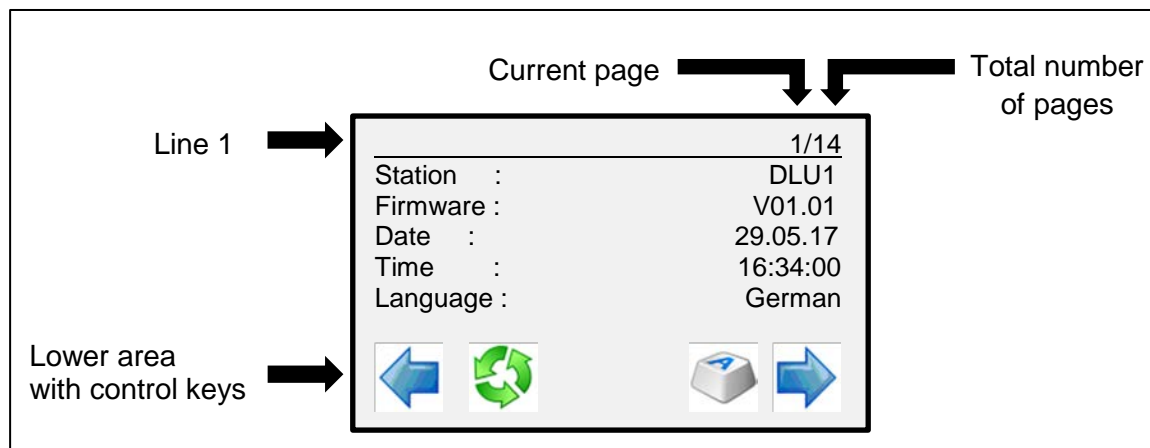 Current page
Total number
of pages
Line 1
1/14
Station : DLU1
Firmware : V01.01
Date : 29.05.17
Time : 16:34:00
Language : German
Lower area
with control keys
A